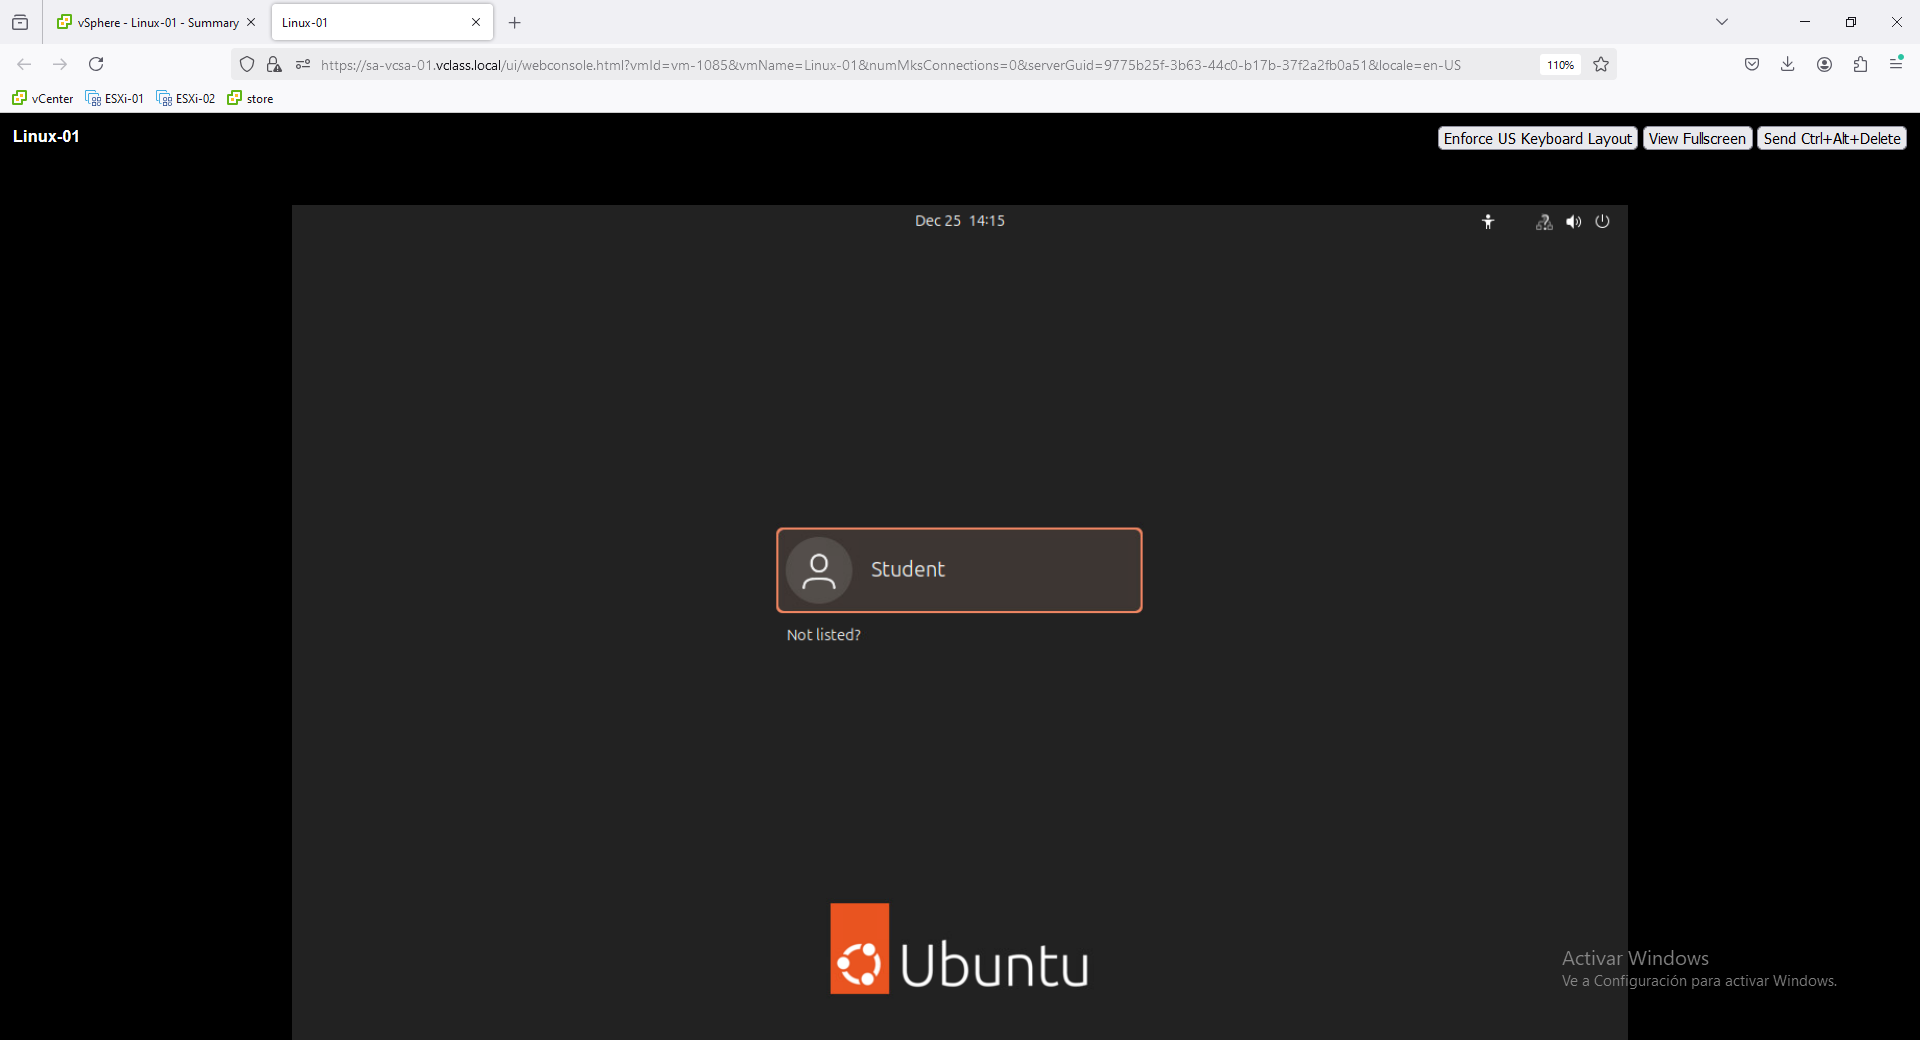 vSphere - Linux-01 - Summary
Linux-01
https://sa-vcsa-01.vclass.local/ui/webconsole.html?vmId=vm-1085&vmName=Linux-01&numMksConnections=0&serverGuid=9775b25f-3b63-44c0-b17b-37f2a2fb0a51&locale=en-US
110%
vCenter
ESXi-01
ESXi-02
store
Linux-01
Enforce US Keyboard Layout
View Fullscreen
Send Ctrl+Alt+Delete
Dec 25 14:15
Student
Not listed?
Ubuntu
Activar Windows
Ve a Configuración para activar Windows.